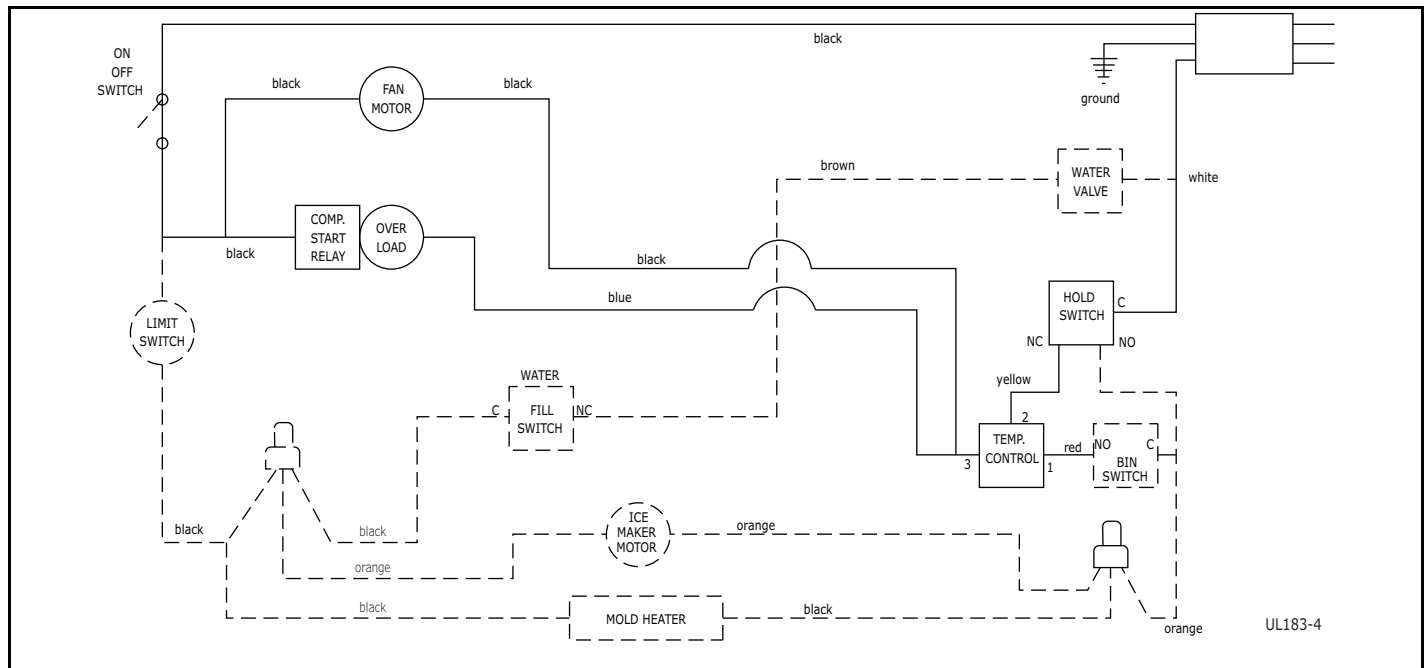 black
ON
OFF
SWITCH
black
FAN
MOTOR
black
ground
brown
WATER
VALVE
white
COMP.
START
RELAY
OVER
LOAD
black
black
blue
HOLD
SWITCH
C
NC
NO
LIMIT
SWITCH
yellow
WATER
C
FILL
SWITCH
NC
2
TEMP.
CONTROL
3
1
red
NO
C
BIN
SWITCH
black
black
ICE
MAKER
MOTOR
orange
orange
black
MOLD HEATER
black
orange
UL183-4